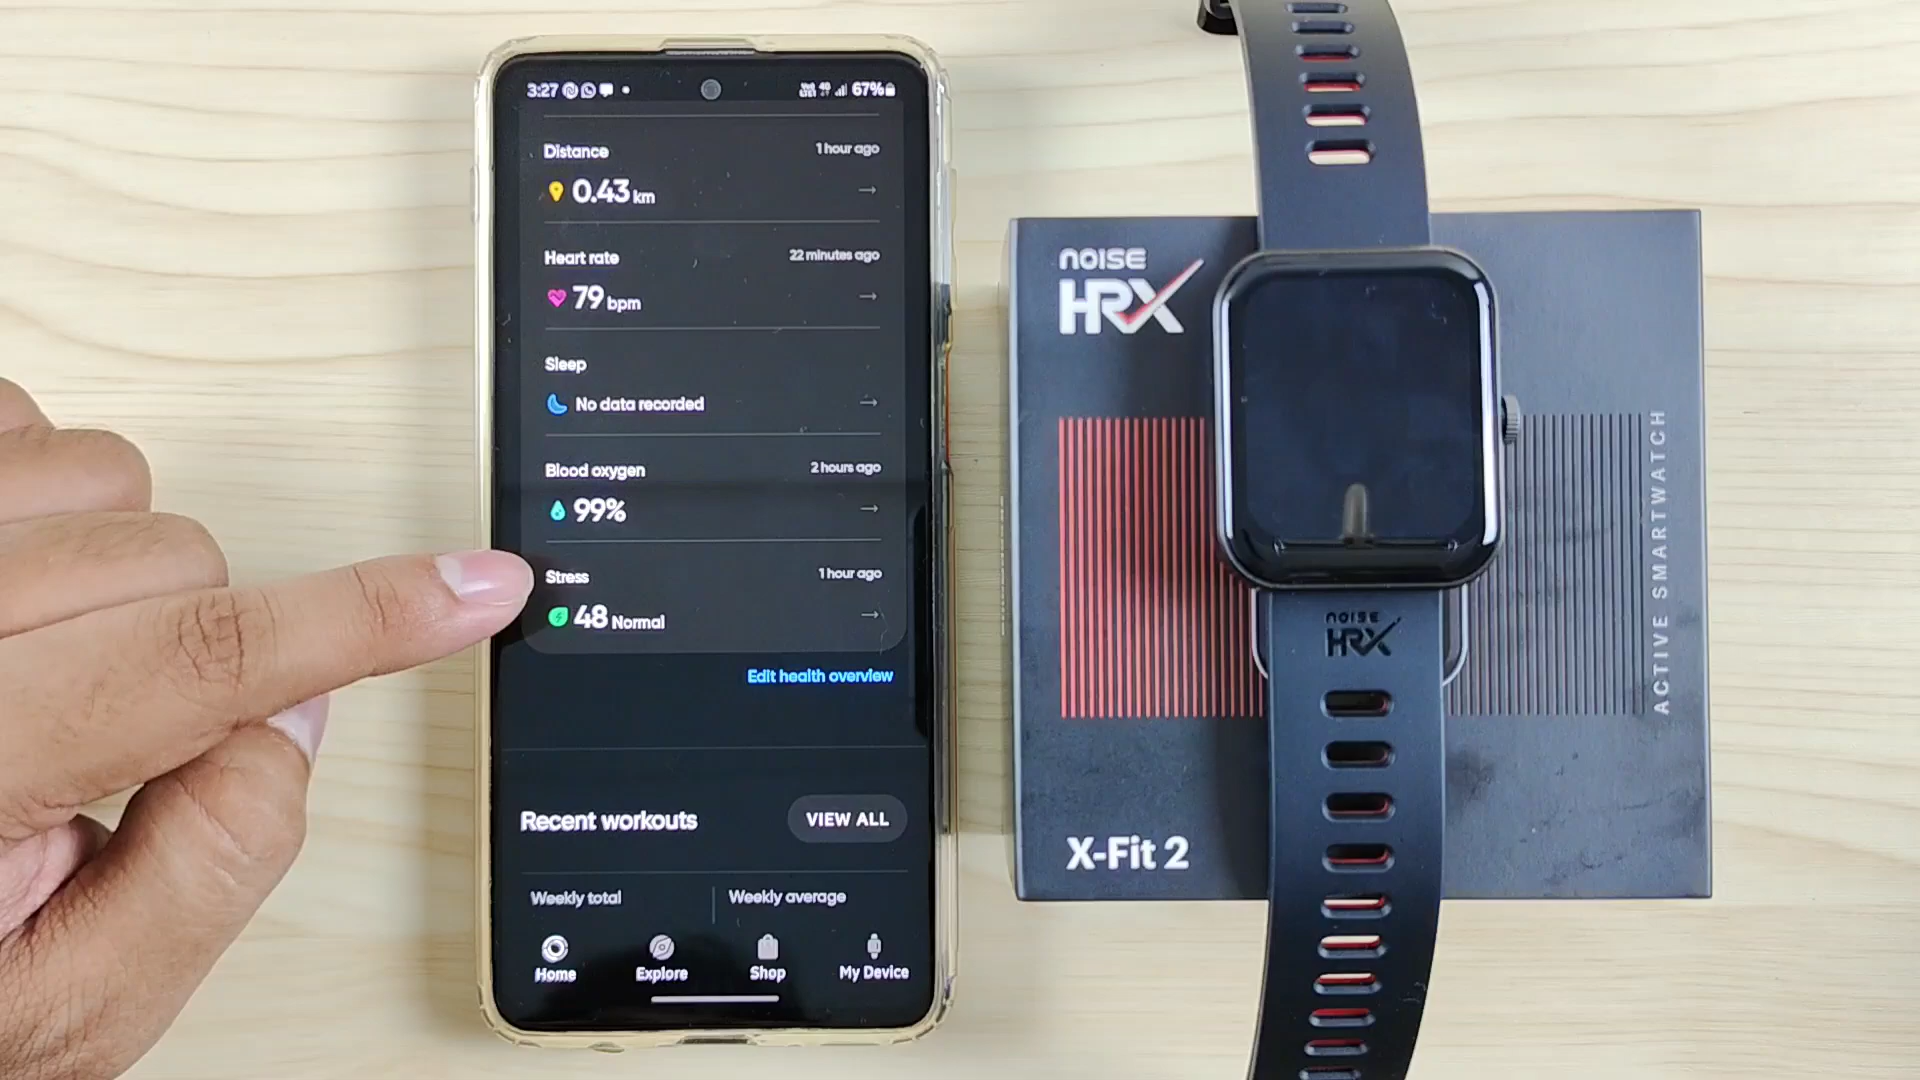 3:27
67%
Distance
1 hour ago
0.43 km
Heart rate
22 minutes ago
79 bpm
Sleep
No data recorded
Blood oxygen
2 hours ago
99%
Stress
1 hour ago
48 Normal
Edit health overview
Recent workouts
VIEW ALL
Weekly total
Weekly average
Home
Explore
Shop
My Device
noise
HRX
ACTIVE SMARTWATCH
X-Fit 2
noise
HRX